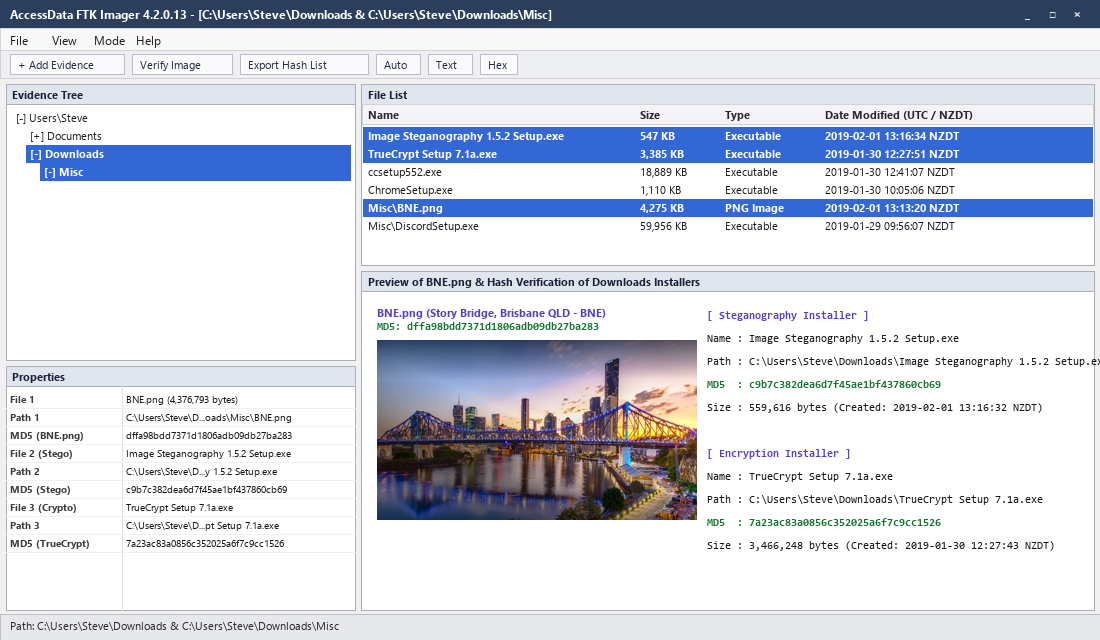 AccessData FTK Imager 4.2.0.13 - [C:\Users\Steve\Downloads & C:\Users\Steve\Downloads\Misc]
File View Mode Help
+ Add Evidence Verify Image Export Hash List Auto Text Hex
Evidence Tree
[-] Users\Steve
[+] Documents
[-] Downloads
[-] Misc
File List
Name Size Type Date Modified (UTC / NZDT)
Image Steganography 1.5.2 Setup.exe 547 KB Executable 2019-02-01 13:16:34 NZDT
TrueCrypt Setup 7.1a.exe 3,385 KB Executable 2019-01-30 12:27:51 NZDT
ccsetup552.exe 18,889 KB Executable 2019-01-30 12:41:07 NZDT
ChromeSetup.exe 1,110 KB Executable 2019-01-30 10:05:06 NZDT
Misc\BNE.png 4,275 KB PNG Image 2019-02-01 13:13:20 NZDT
Misc\DiscordSetup.exe 59,956 KB Executable 2019-01-29 09:56:07 NZDT
Properties
File 1 BNE.png (4,376,793 bytes)
Path 1 C:\Users\Steve\D...oads\Misc\BNE.png
MD5 (BNE.png) dffa98bdd7371d1806adb09db27ba283
File 2 (Stego) Image Steganography 1.5.2 Setup.exe
Path 2 C:\Users\Steve\D...y 1.5.2 Setup.exe
MD5 (Stego) c9b7c382dea6d7f45ae1bf437860cb69
File 3 (Crypto) TrueCrypt Setup 7.1a.exe
Path 3 C:\Users\Steve\D...pt Setup 7.1a.exe
MD5 (TrueCrypt) 7a23ac83a0856c352025a6f7c9cc1526
Preview of BNE.png & Hash Verification of Downloads Installers
BNE.png (Story Bridge, Brisbane QLD - BNE)
MD5: dffa98bdd7371d1806adb09db27ba283
[ Steganography Installer ]
Name : Image Steganography 1.5.2 Setup.exe
Path : C:\Users\Steve\Downloads\Image Steganography 1.5.2 Setup.ex
MD5 : c9b7c382dea6d7f45ae1bf437860cb69
Size : 559,616 bytes (Created: 2019-02-01 13:16:32 NZDT)
[ Encryption Installer ]
Name : TrueCrypt Setup 7.1a.exe
Path : C:\Users\Steve\Downloads\TrueCrypt Setup 7.1a.exe
MD5 : 7a23ac83a0856c352025a6f7c9cc1526
Size : 3,466,248 bytes (Created: 2019-01-30 12:27:43 NZDT)
Path: C:\Users\Steve\Downloads & C:\Users\Steve\Downloads\Misc